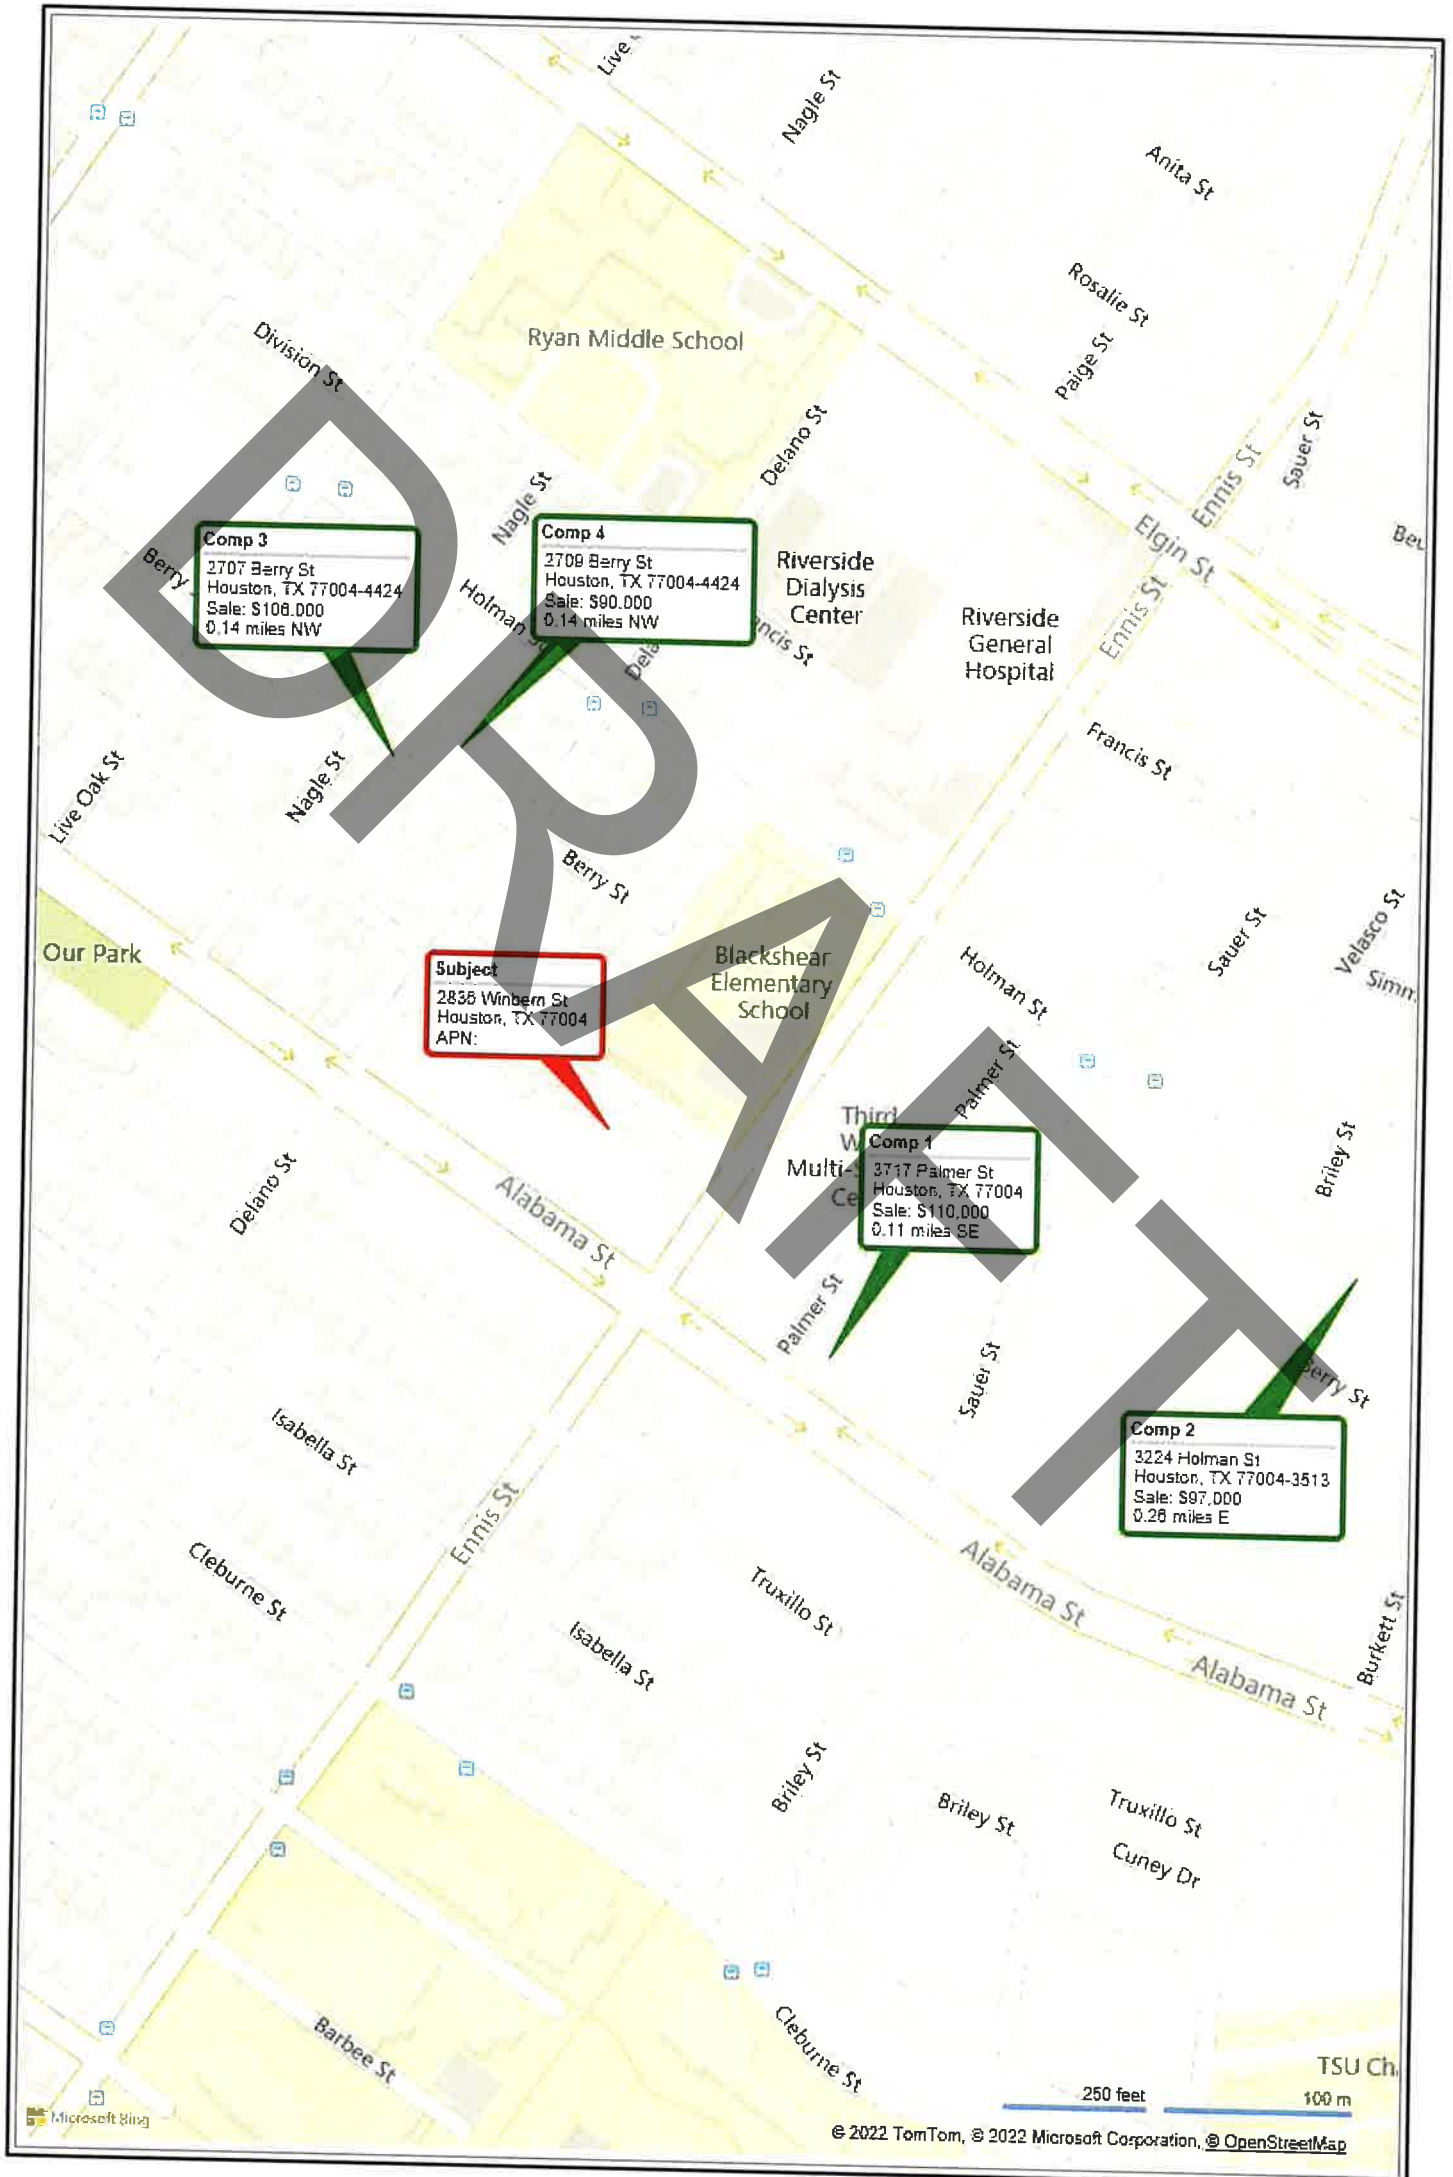 Live
Nagle St
Anita St
Rosalie St
Paige St
Ryan Middle School
Division St
Delano St
Sauer St
Ennis St
Nagle St
Elgin St
Comp 3
2707 Berry St
Houston, TX 77004-4424
0.14 miles NW
Comp 4
2709 Berry St
Houston, TX 77004-4424
Sale: $90.000
0.14 miles NW
Riverside
Dialysis
Center
Berry
Holman
ncis St
Dela
Riverside
General
Hospital
Ennis St
Francis St
Live Oak St
Nagle St
Berry St
Our Park
Subject
Winbern St
Houston, TX 77004
APN:
Blackshear
Elementary
School
Holman St
Sauer St
Velasco St
Simm
Palmer St
Third
W
Multi-S
Ce
Comp 1
3717 Palmer St
Houston, TX 77004
Sale: $110,000
0.11 miles SE
Briley St
Delano St
Alabama St
Palmer St
Sauer St
Berry St
Comp 2
3224 Holman St
Houston, TX 77004-3513
Sale: $97,000
miles E
Isabella St
Ennis St
Cleburne St
Truxillo St
Alabama St
Isabella St
Alabama St
Burkett St
Briley St
Briley St
Truxillo St
Cuney Dr
Barbee St
Cleburne St
TSU Ch
250 feet
100 m
Microsoft Bing
© 2022 TomTom, © 2022 Microsoft Corporation, © OpenStreetMap
DRAFT